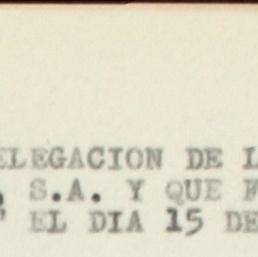 ELEGACION DE L
S.A. Y QUE F
EL DIA 15 DE